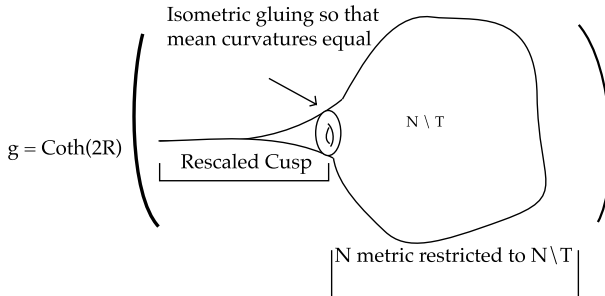 Isometric gluing so that
mean curvatures equal
N \ T
g = Coth(2R)
Rescaled Cusp
N metric restricted to N\T